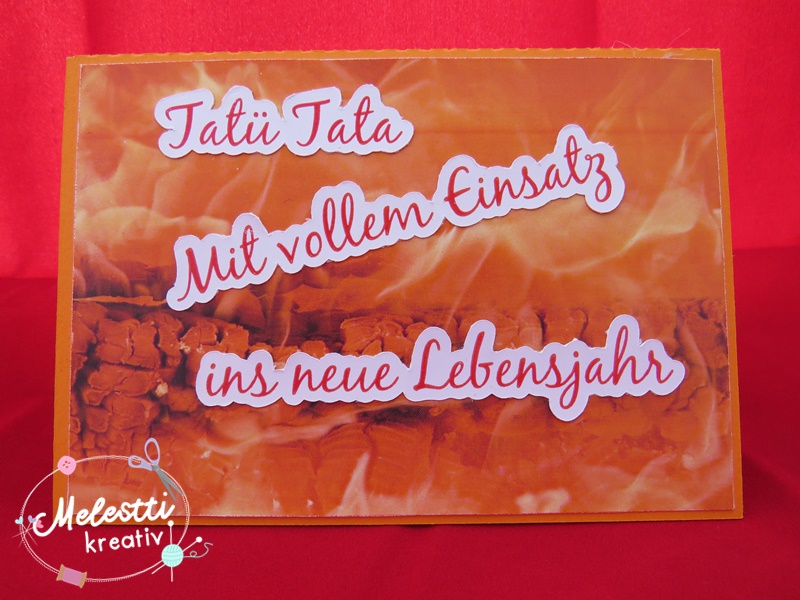 Tatü Tata
Mit vollem Einsatz
ins neue Lebensjahr
Melestti
kreativ